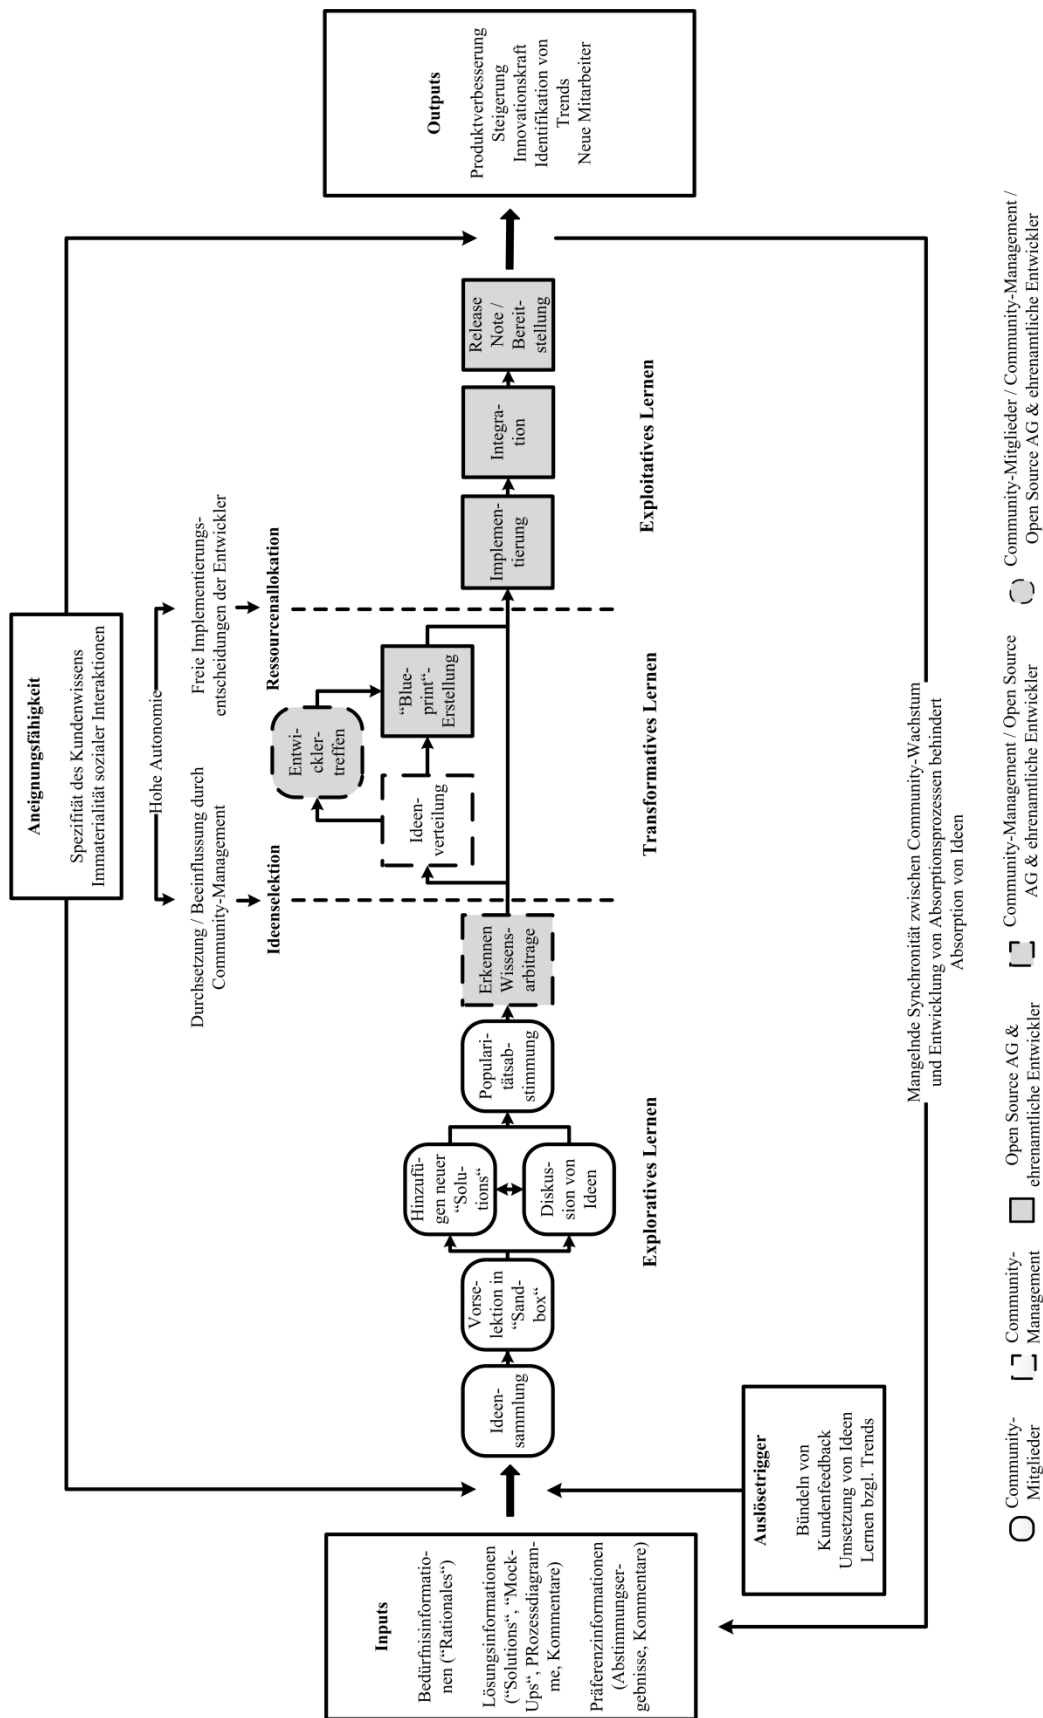 Aneignungsfähigkeit
Spezifität des Kundenwissens
Immaterialität sozialer Interaktionen
Hohe Autonomie
Durchsetzung / Beeinflussung durch
Community-Management
Freie Implementierungs-
entscheidungen der Entwickler
Ideenselektion
Ressourcenallokation
Inputs
Bedürfnisinformatio-
nen (“Rationales“)
Lösungsinformationen
(“Solutions“, “Mock-
Ups“, PRozessdiagram-
me, Kommentare)
Präferenzinformationen
(Abstimmungser-
gebnisse, Kommentare)
Ideen-
sammlung
Vorse-
lektion in
“Sand-
box“
Hinzufü-
gen neuer
“Solu-
tions“
Diskus-
sion von
Ideen
Populari-
tätsab-
stimmung
Erkennen
Wissens-
arbitrage
Ideen-
verteilung
Entwi-
ckler-
treffen
“Blue-
print“-
Erstellung
Implemen-
tierung
Integra-
tion
Release
Note /
Bereit-
stellung
Outputs
Produktverbesserung
Steigerung
Innovationskraft
Identifikation von
Trends
Neue Mitarbeiter
Exploratives Lernen
Transformatives Lernen
Exploitatives Lernen
Auslösetrigger
Bündeln von
Kundenfeedback
Umsetzung von Ideen
Lernen bzgl. Trends
Mangelnde Synchronität zwischen Community-Wachstum
und Entwicklung von Absorptionsprozessen behindert
Absorption von Ideen
Community-
Mitglieder
Community-
Management
Open Source AG &
ehrenamtliche Entwickler
Community-Management / Open Source
AG & ehrenamtliche Entwickler
Community-Mitglieder / Community-Management /
Open Source AG & ehrenamtliche Entwickler